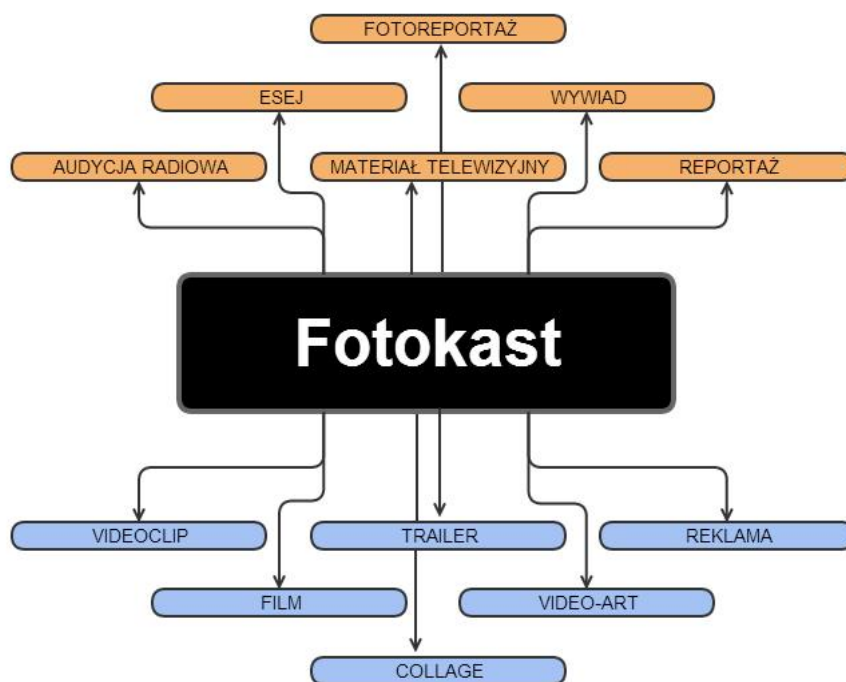 FOTOREPORTAŻ
ESEJ
WYWIAD
AUDYCJA RADIOWA
MATERIAŁ TELEWIZYJNY
REPORTAŻ
Fotokast
VIDEOCLIP
TRAILER
REKLAMA
FILM
VIDEO-ART
COLLAGE